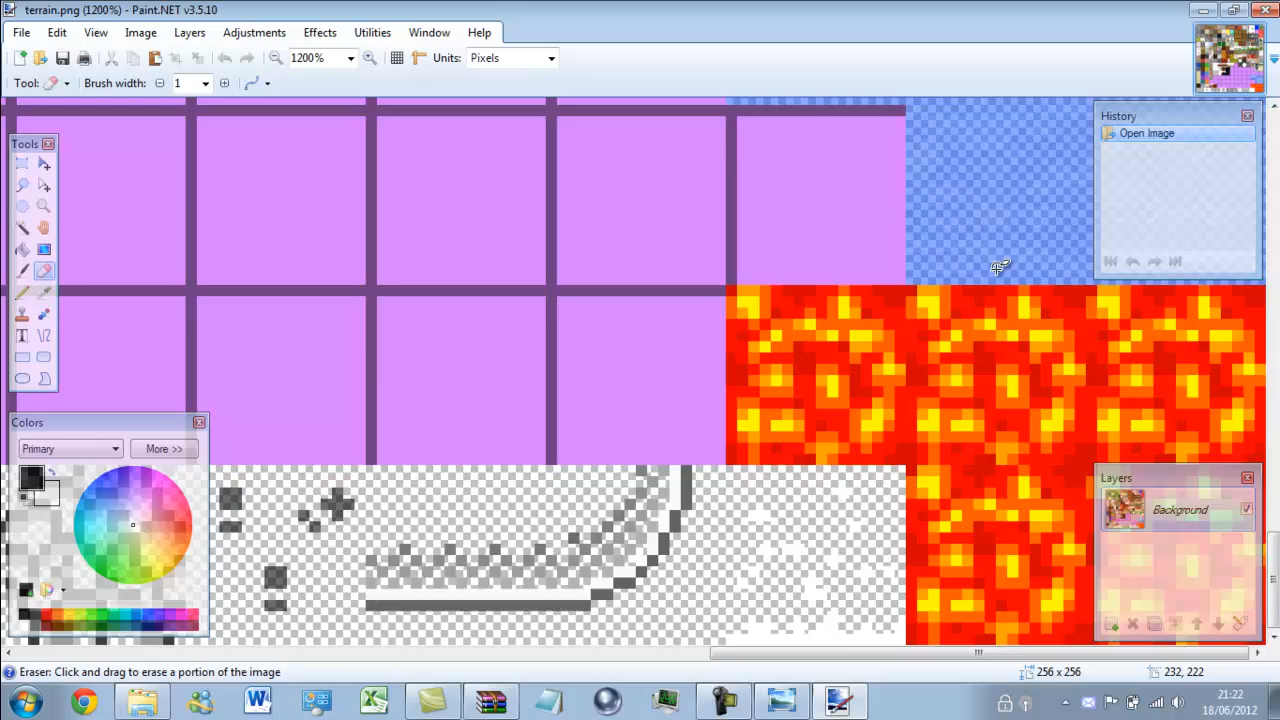 terrain.png (1200%) - Paint.NET v3.5.10
File Edit View Image Layers Adjustments Effects Utilities Window Help
1200% Units: Pixels
Tool: Brush width: 1
History
Open Image
Tools
Colors
Primary More >>
Layers
Background
Eraser: Click and drag to erase a portion of the image 256 x 256 232, 222
21:22
18/06/2012